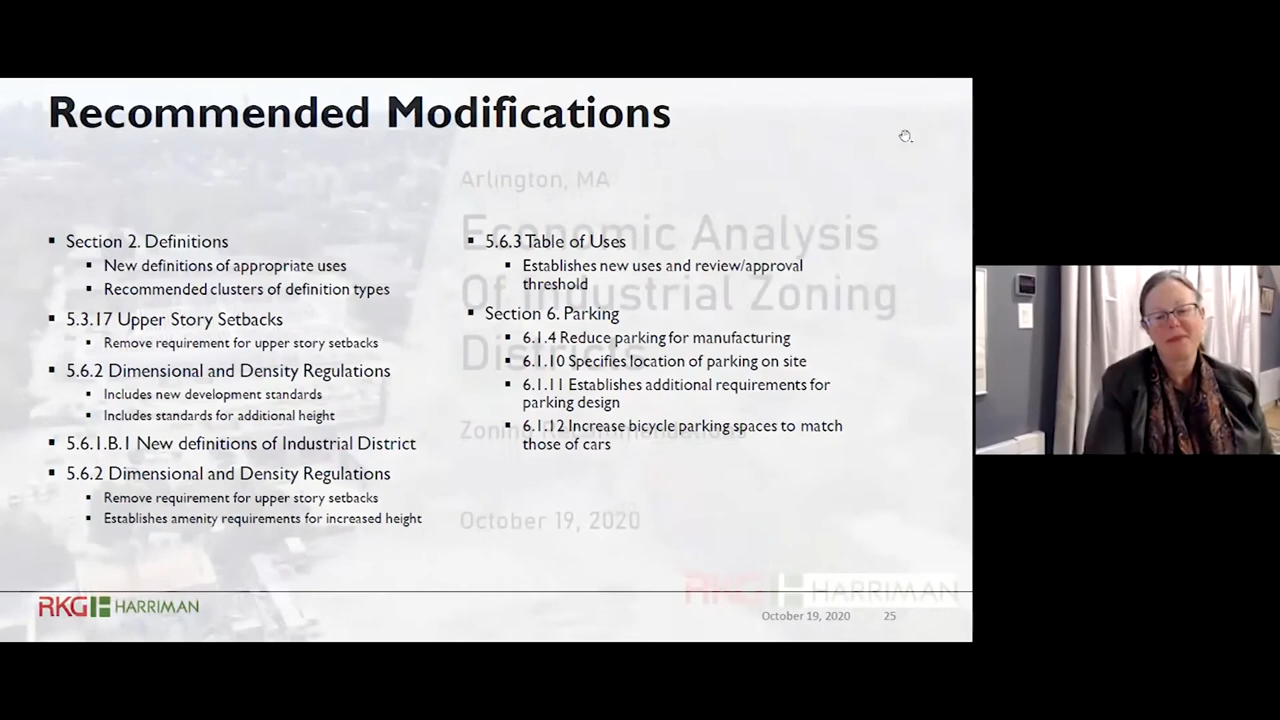 Recommended Modifications
Arlington, MA
Economic Analysis
Of Industrial Zoning
Districts
Zoning Recommendations
October 19, 2020
▪ Section 2. Definitions
▪ New definitions of appropriate uses
▪ Recommended clusters of definition types
▪ 5.3.17 Upper Story Setbacks
▪ Remove requirement for upper story setbacks
▪ 5.6.2 Dimensional and Density Regulations
▪ Includes new development standards
▪ Includes standards for additional height
▪ 5.6.1.B.1 New definitions of Industrial District
▪ 5.6.2 Dimensional and Density Regulations
▪ Remove requirement for upper story setbacks
▪ Establishes amenity requirements for increased height
▪ 5.6.3 Table of Uses
▪ Establishes new uses and review/approval
threshold
▪ Section 6. Parking
▪ 6.1.4 Reduce parking for manufacturing
▪ 6.1.10 Specifies location of parking on site
▪ 6.1.11 Establishes additional requirements for
parking design
▪ 6.1.12 Increase bicycle parking spaces to match
those of cars
RKG HARRIMAN
RKG HARRIMAN
October 19, 2020 25